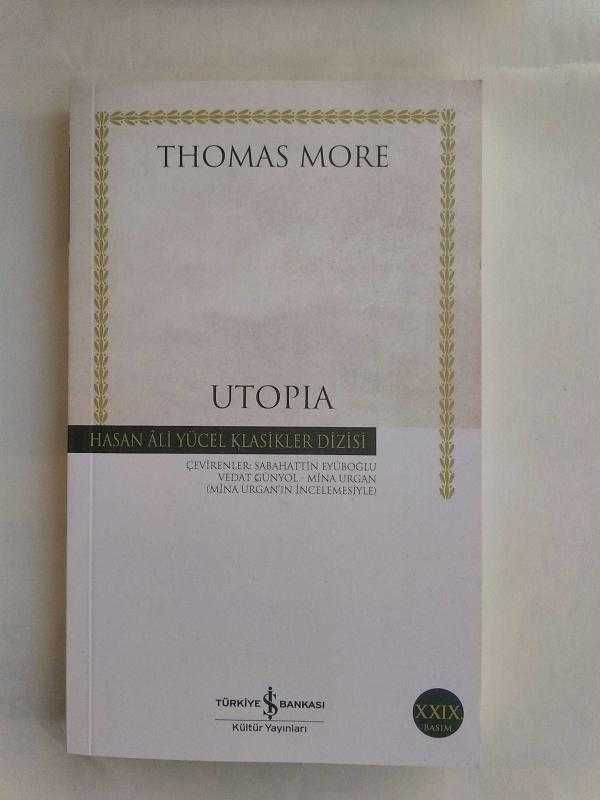 THOMAS MORE
UTOPIA
HASAN ÂLİ YÜCEL KLASİKLER DİZİSİ
ÇEVİRENLER: SABAHATTİN EYÜBOĞLU
VEDAT GÜNYOL - MİNA URGAN
(MİNA URGAN'IN İNCELEMESİYLE)
TÜRKİYE İŞ BANKASI
Kültür Yayınları
XXIX.
BASIM